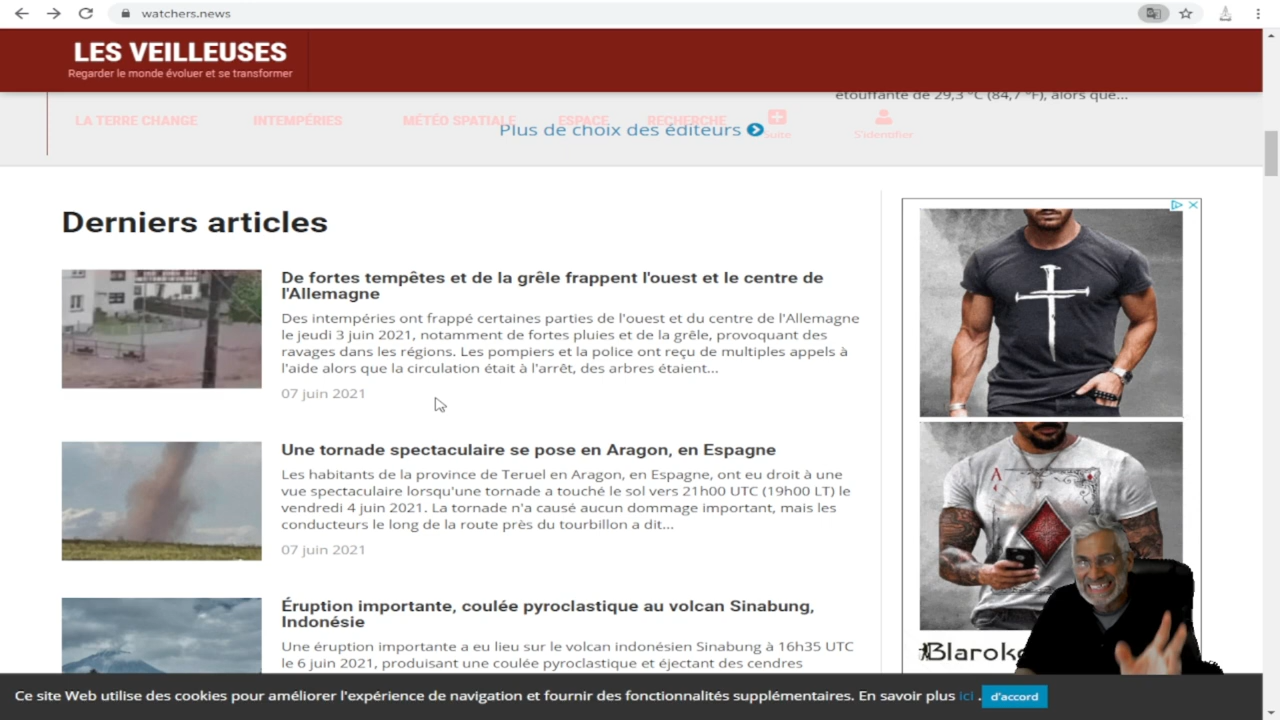 watchers.news
LES VEILLEUSES
Regarder le monde évoluer et se transformer
étouffante de 29,3 °C (84,7 °F), alors que...
LA TERRE CHANGE
INTEMPÉRIES
MÉTÉO SPATIALE
ESPACE
RECHERCHE
Suite
S'identifier
Plus de choix des éditeurs
Derniers articles
De fortes tempêtes et de la grêle frappent l'ouest et le centre de
l'Allemagne
Des intempéries ont frappé certaines parties de l'ouest et du centre de l'Allemagne
le jeudi 3 juin 2021, notamment de fortes pluies et de la grêle, provoquant des
ravages dans les régions. Les pompiers et la police ont reçu de multiples appels à
l'aide alors que la circulation était à l'arrêt, des arbres étaient...
07 juin 2021
Une tornade spectaculaire se pose en Aragon, en Espagne
Les habitants de la province de Teruel en Aragon, en Espagne, ont eu droit à une
vue spectaculaire lorsqu'une tornade a touché le sol vers 21h00 UTC (19h00 LT) le
vendredi 4 juin 2021. La tornade n'a causé aucun dommage important, mais les
conducteurs le long de la route près du tourbillon a dit...
07 juin 2021
Éruption importante, coulée pyroclastique au volcan Sinabung,
Indonésie
Une éruption importante a eu lieu sur le volcan indonésien Sinabung à 16h35 UTC
le 6 juin 2021, produisant une coulée pyroclastique et éjectant des cendres
A
Ce site Web utilise des cookies pour améliorer l'expérience de navigation et fournir des fonctionnalités supplémentaires. En savoir plus ici . d'accord